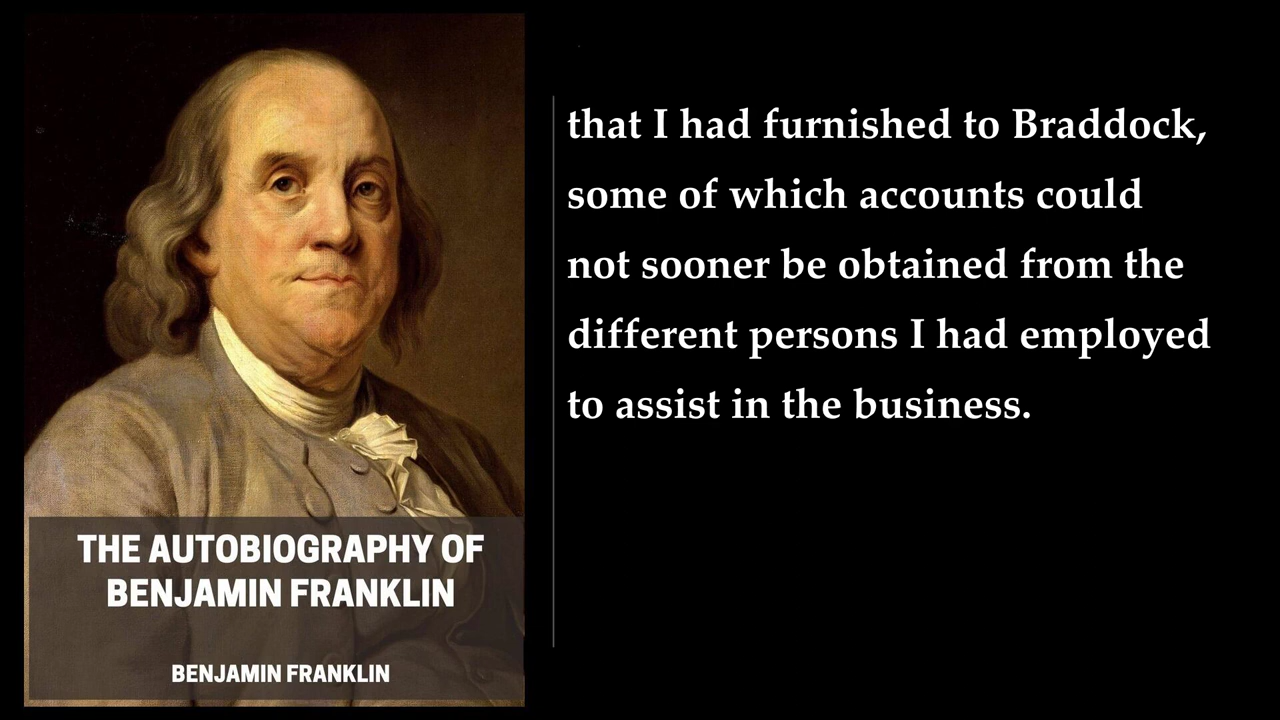 that I had furnished to Braddock,
some of which accounts could
not sooner be obtained from the
different persons I had employed
to assist in the business.
THE AUTOBIOGRAPHY OF
BENJAMIN FRANKLIN
BENJAMIN FRANKLIN